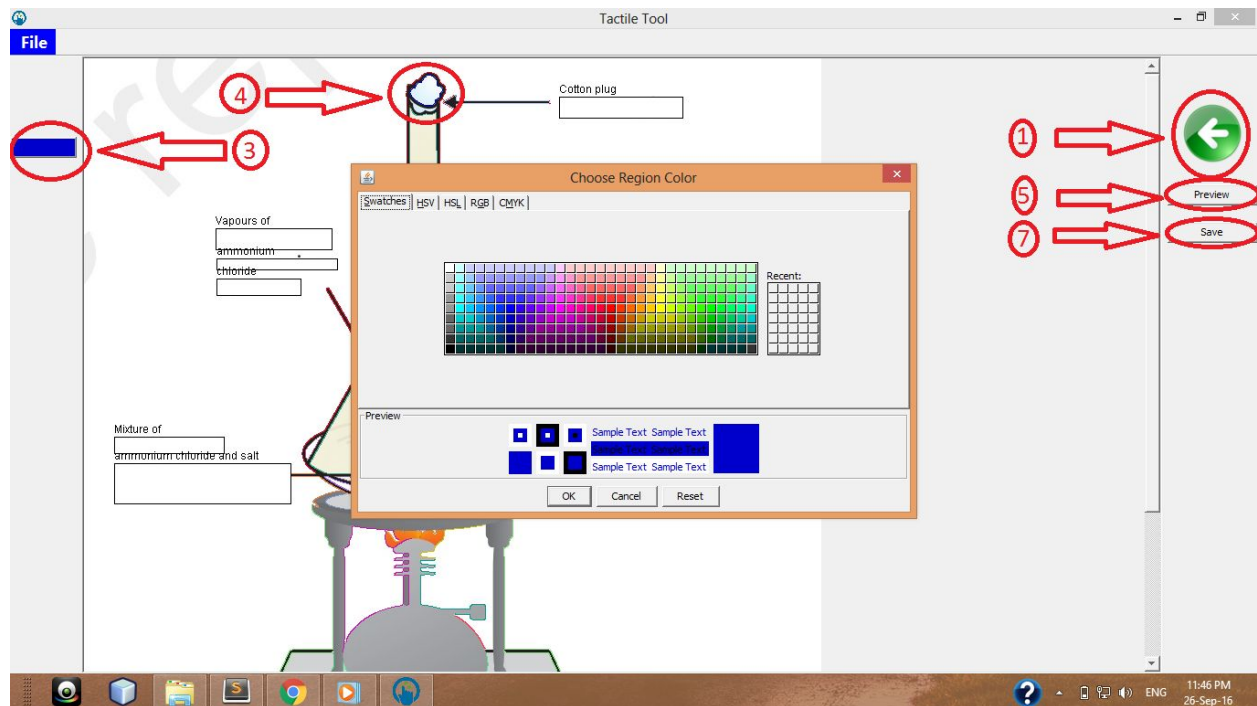 Tactile Tool
File
4
Cotton plug
3
1
Choose Region Color
Swatches HSV HSL RGB CMYK
5
Preview
Vapours of
7
Save
ammonium
chloride
Recent:
Mixture of
ammonium chloride and salt
Preview
Sample Text Sample Text
Sample Text Sample Text
Sample Text Sample Text
OK Cancel Reset
S
?
ENG
11:46 PM
26-Sep-16